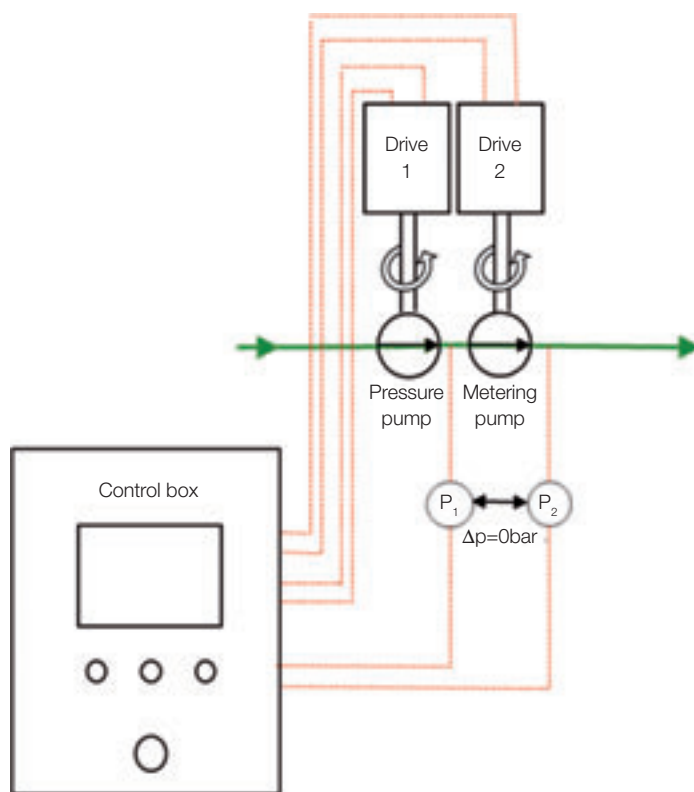 Drive
1
Drive
2
Pressure
pump
Metering
pump
Control box
P₁
P₂
Δp=0bar